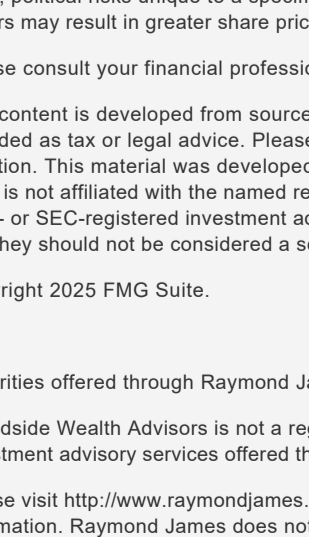 , political risks unique to a speci
rs may result in greater share pric
se consult your financial professio
content is developed from source
ded as tax or legal advice. Please
tion. This material was developed
is not affiliated with the named re
- or SEC-registered investment ad
hey should not be considered a so
right 2025 FMG Suite.
rities offered through Raymond Ja
dside Wealth Advisors is not a reg
stment advisory services offered th
se visit http://www.raymondjames.
mation. Raymond James does not